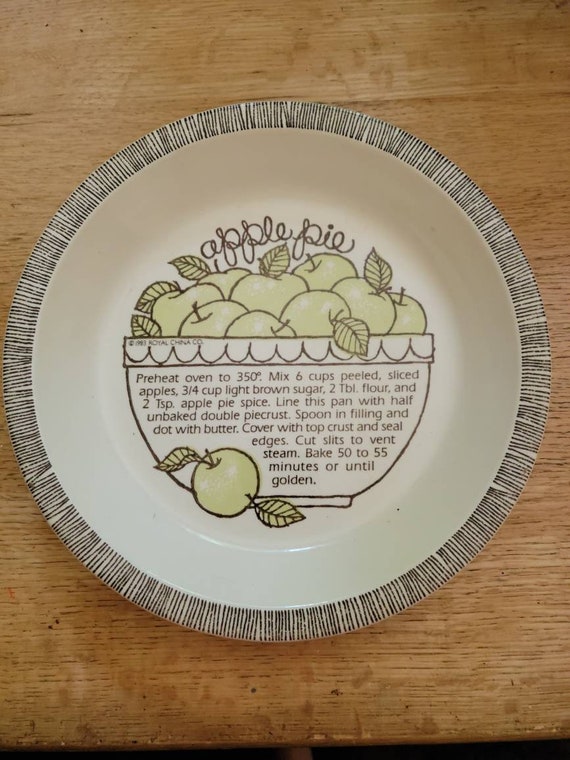 apple pie
© 1983 ROYAL CHINA CO.
Preheat oven to 350°. Mix 6 cups peeled, sliced
apples, 3/4 cup light brown sugar, 2 Tbl. flour, and
2 Tsp. apple pie spice. Line this pan with half
unbaked double piecrust. Spoon in filling and
dot with butter. Cover with top crust and seal
edges. Cut slits to vent
steam. Bake 50 to 55
minutes or until
golden.